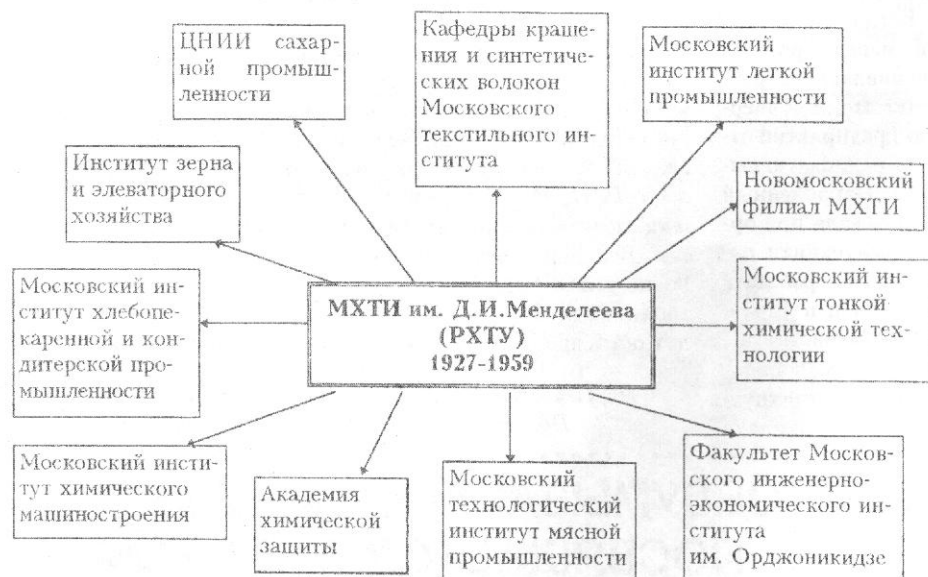 ЦНИИ сахар-
ной промыш-
ленности
Кафедры краше-
ния и синтетичес-
ких волокон
Московского
текстильного ин-
ститута
Московский
институт легкой
промышленности
Институт зерна
и элеваторного
хозяйства
Новомосковский
филиал МХТИ
Московский ин-
ститут хлебопе-
каренной и кон-
дитерской про-
мышленности
МХТИ им. Д.И.Менделеева
(РХТУ)
1927-1959
Московский ин-
ститут тонкой
химической тех-
нологии
Московский инсти-
тут химического
машиностроения
Академия
химической
защиты
Московский
технологический
институт мясной
промышленности
Факультет Москов-
ского инженерно-
экономического ин-
ститута
им. Орджоникидзе